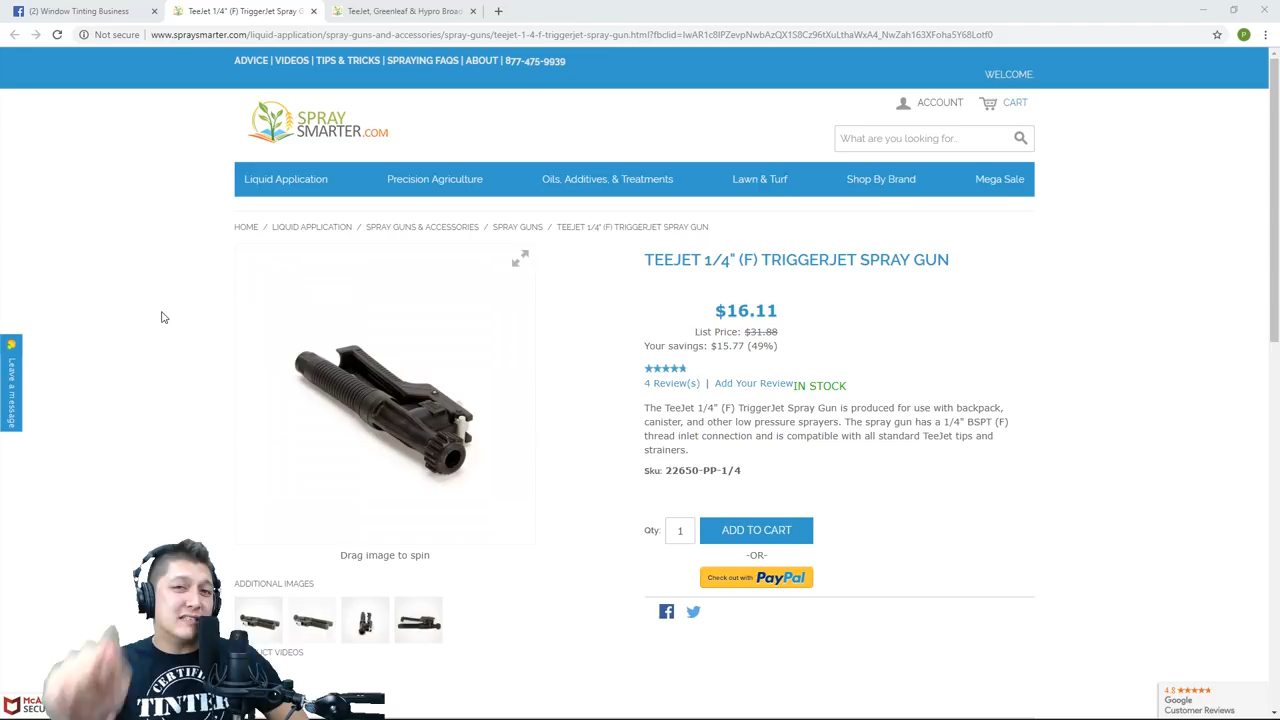 (2) Window Tinting Business
TeeJet 1/4" (F) TriggerJet Spray G
TeeJet, Greenleaf & Hypro Broad
Not secure
www.spraysmarter.com/liquid-application/spray-guns-and-accessories/spray-guns/teejet-1-4-f-triggerjet-spray-gun.html?fbclid=IwAR1c8IPZevpNwbAzQX1S8Cz96tXuLthaWxA4_NwZah163XFoha5Y68Lotf0
P
ADVICE | VIDEOS | TIPS & TRICKS | SPRAYING FAQS | ABOUT | 877-475-9939
WELCOME
SPRAY
SMARTER.COM
ACCOUNT
CART
What are you looking for...
Liquid Application
Precision Agriculture
Oils, Additives, & Treatments
Lawn & Turf
Shop By Brand
Mega Sale
HOME / LIQUID APPLICATION / SPRAY GUNS & ACCESSORIES / SPRAY GUNS / TEEJET 1/4" (F) TRIGGERJET SPRAY GUN
TEEJET 1/4" (F) TRIGGERJET SPRAY GUN
$16.11
List Price: $31.88
Your savings: $15.77 (49%)
4 Review(s) | Add Your Review IN STOCK
The TeeJet 1/4" (F) TriggerJet Spray Gun is produced for use with backpack,
canister, and other low pressure sprayers. The spray gun has a 1/4" BSPT (F)
thread inlet connection and is compatible with all standard TeeJet tips and
strainers.
Sku: 22650-PP-1/4
Qty: 1 ADD TO CART
-OR-
Check out with PayPal
Leave a message
Drag image to spin
ADDITIONAL IMAGES
VIDEOS
CERTIFIED
TINTER
SECU
4.8
Google
Customer Reviews